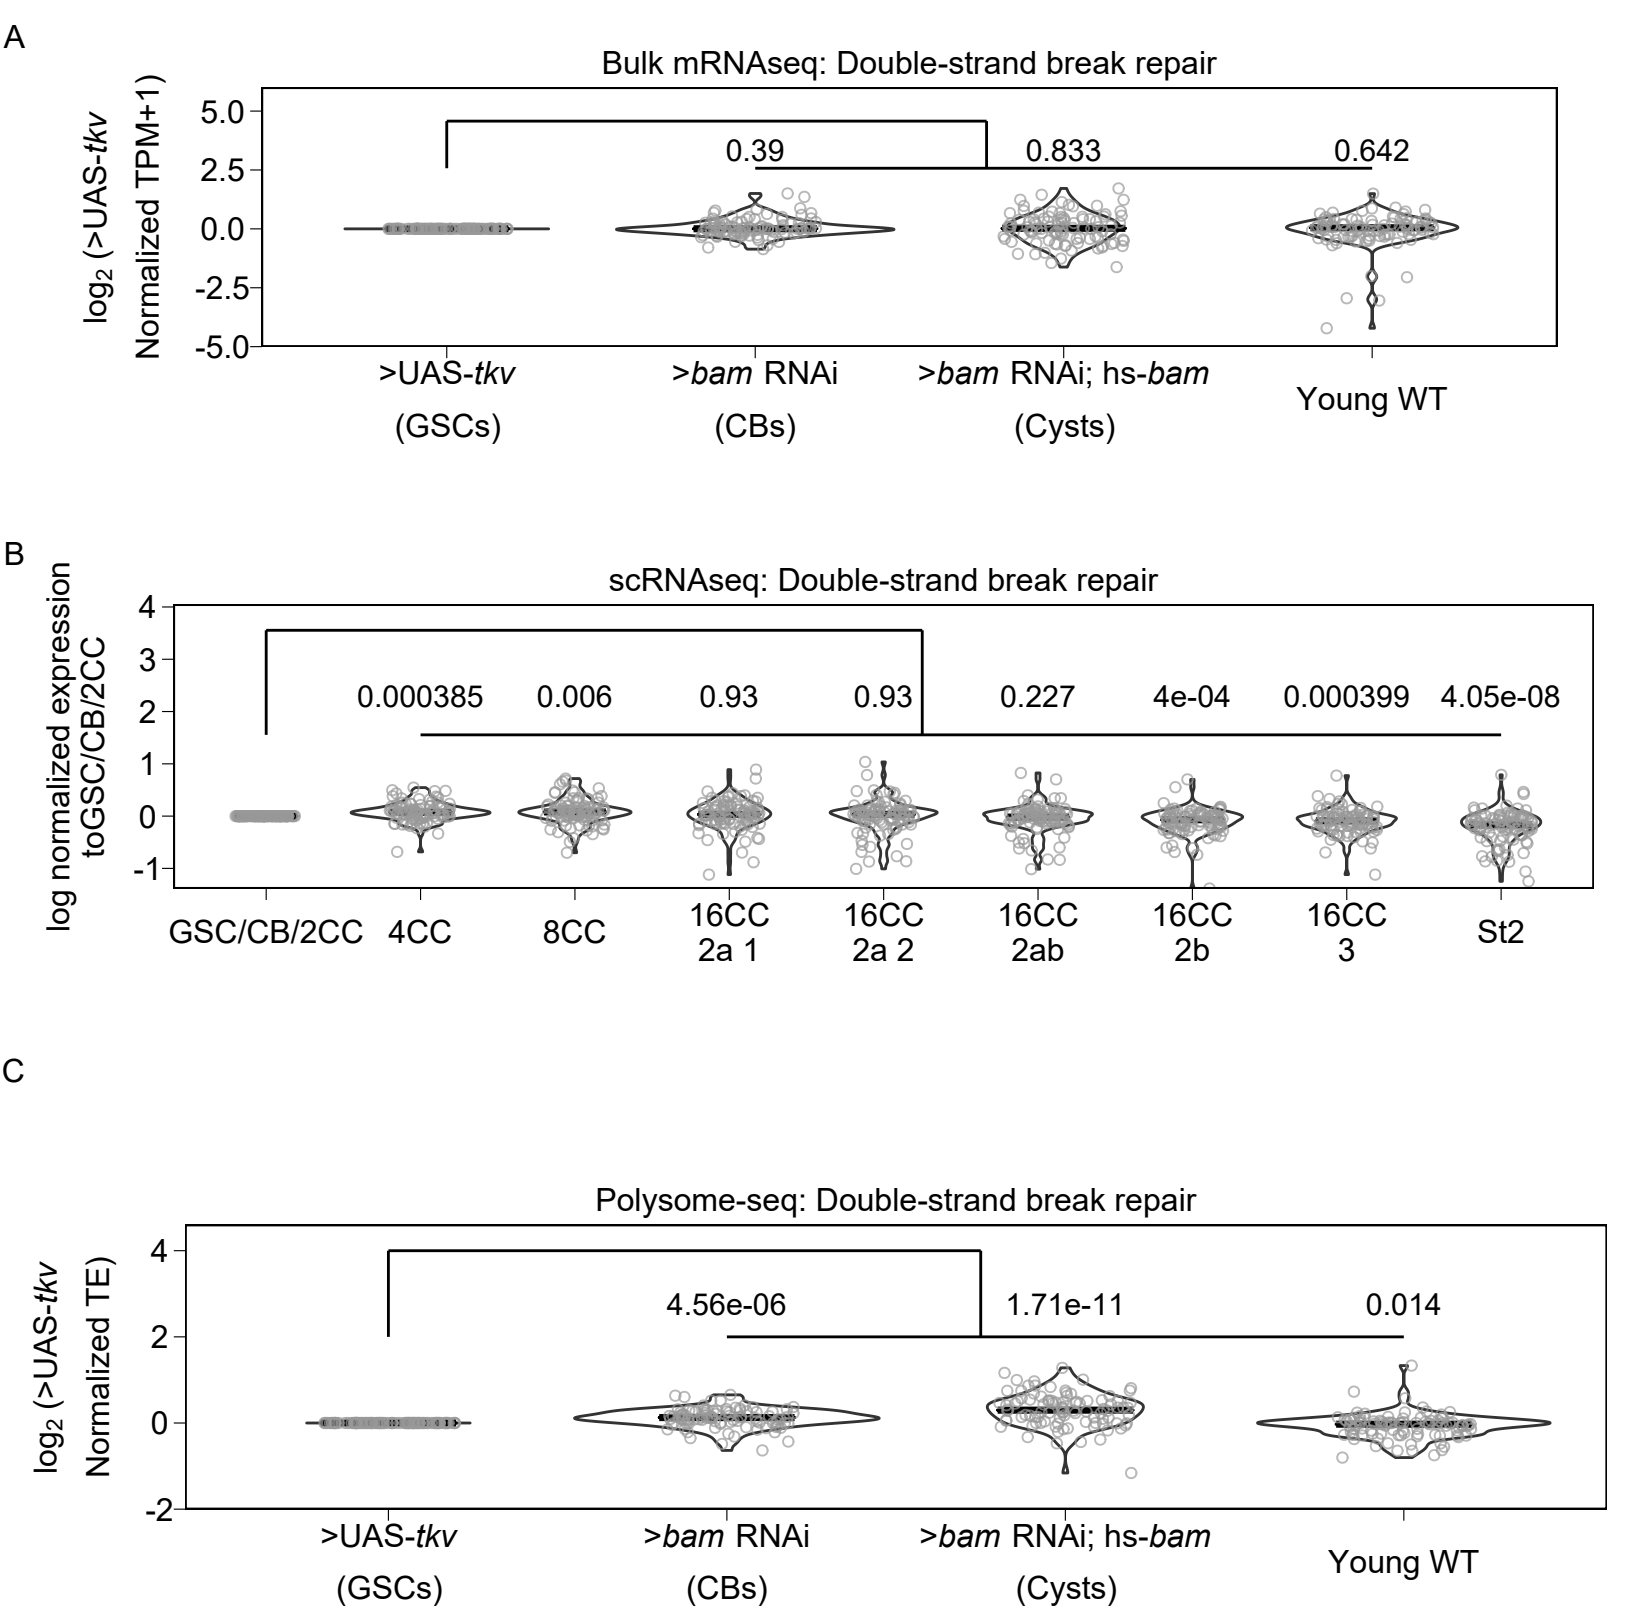 A
Bulk mRNAseq: Double-strand break repair
log2 (>UAS-tkv
Normalized TPM+1)
5.0
2.5
0.0
-2.5
-5.0
0.39
0.833
0.642
>UAS-tkv
(GSCs)
>bam RNAi
(CBs)
>bam RNAi; hs-bam
(Cysts)
Young WT
B
scRNAseq: Double-strand break repair
log normalized expression
toGSC/CB/2CC
4
3
2
1
0
-1
0.000385
0.006
0.93
0.93
0.227
4e-04
0.000399
4.05e-08
GSC/CB/2CC
4CC
8CC
16CC
2a 1
16CC
2a 2
16CC
2ab
16CC
2b
16CC
3
St2
C
Polysome-seq: Double-strand break repair
log2 (>UAS-tkv
Normalized TE)
4
2
0
-2
4.56e-06
1.71e-11
0.014
>UAS-tkv
(GSCs)
>bam RNAi
(CBs)
>bam RNAi; hs-bam
(Cysts)
Young WT